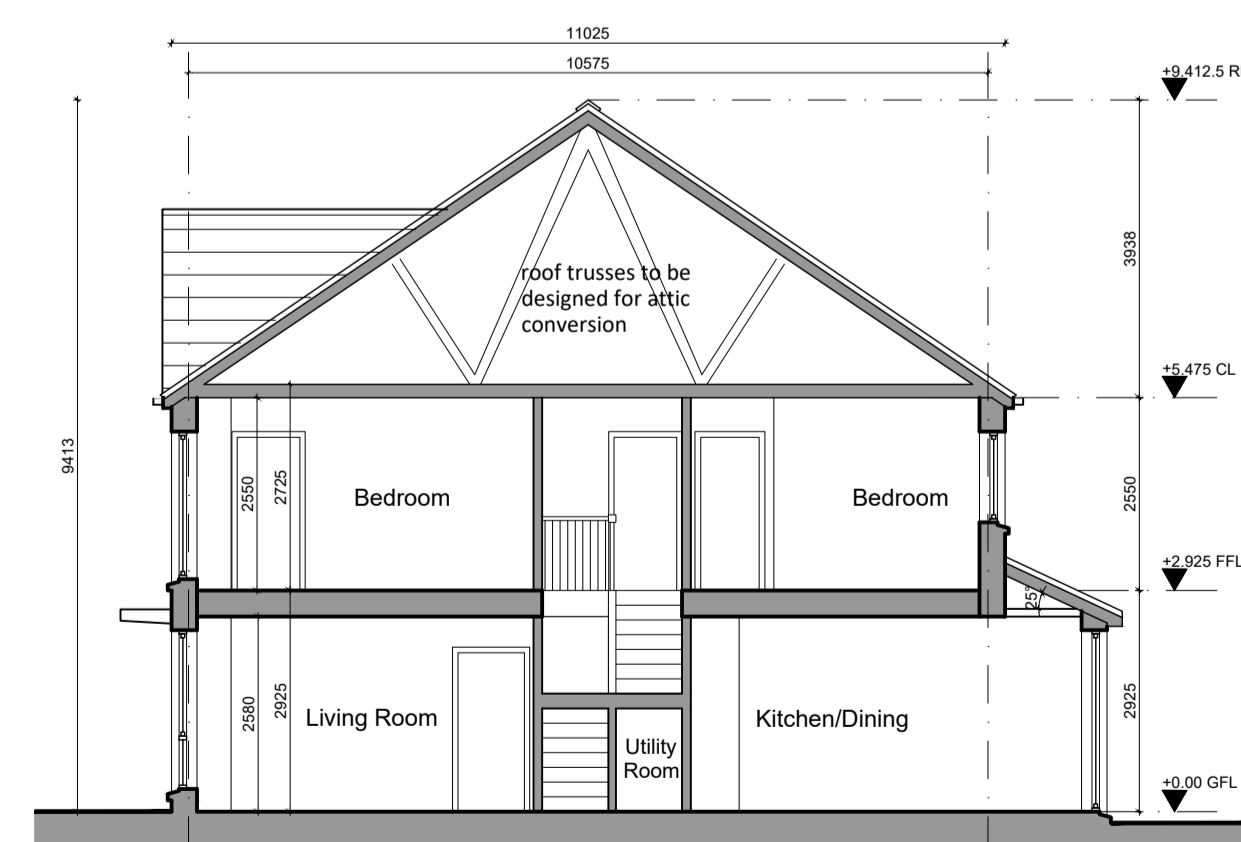 11025
10575
+9.412.5 R
3938
roof trusses to be
designed for attic
conversion
+5.475 CL
9413
2550
2725
Bedroom
Bedroom
2550
+2.925 FFL
25°
2580
2925
Living Room
Kitchen/Dining
2925
Utility
Room
+0.00 GFL